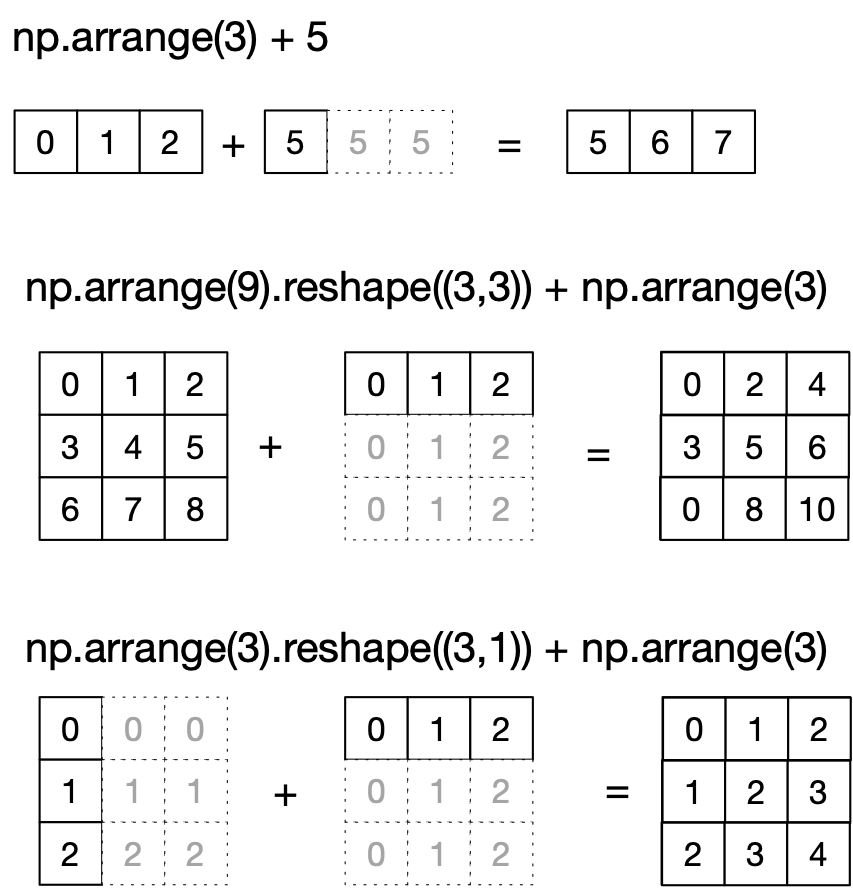 np.arrange(3) + 5
0 1 2 + 5 5 5 = 5 6 7
np.arrange(9).reshape((3,3)) + np.arrange(3)
0 1 2 0 1 2 0 2 4
3 4 5 + 0 1 2 = 3 5 6
6 7 8 0 1 2 0 8 10
np.arrange(3).reshape((3,1)) + np.arrange(3)
0 0 0 0 1 2 0 1 2
1 1 1 + 0 1 2 = 1 2 3
2 2 2 0 1 2 2 3 4